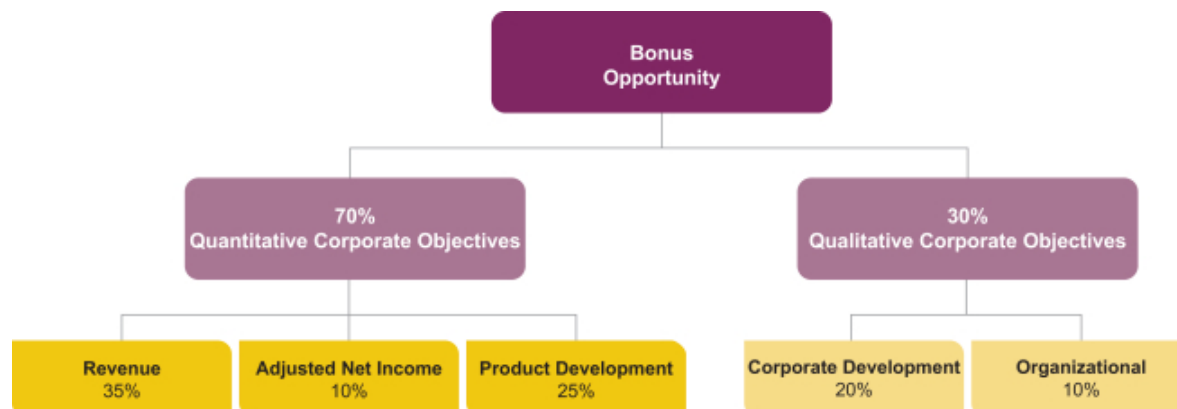 Bonus
Opportunity
70%
Quantitative Corporate Objectives
30%
Qualitative Corporate Objectives
Revenue
35%
Adjusted Net Income
10%
Product Development
25%
Corporate Development
20%
Organizational
10%